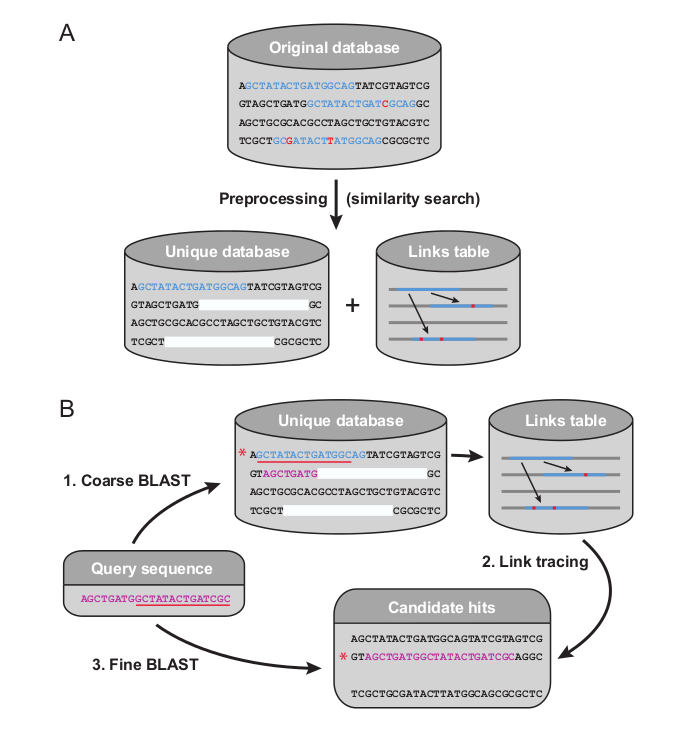 A
Original database
AGCTATACTGATGGCAGTATCGTAGTCG
GTAGCTGATGGCTATACTGATCGCAGGC
AGCTGCGCACGCCTAGCTGCTGTACGTC
TCGCTGCGATACTTATGGCAGCGCGCTC
Preprocessing (similarity search)
Unique database
Links table
AGCTATACTGATGGCAGTATCGTAGTCG
GTAGCTGATG GC
AGCTGCGCACGCCTAGCTGCTGTACGTC
TCGCT CGCGCTC
+
B
Unique database
Links table
* AGCTATACTGATGGCAGTATCGTAGTCG
GTAGCTGATG GC
AGCTGCGCACGCCTAGCTGCTGTACGTC
TCGCT CGCGCTC
1. Coarse BLAST
Query sequence
AGCTGATGGCTATACTGATCGC
2. Link tracing
Candidate hits
AGCTATACTGATGGCAGTATCGTAGTCG
* GTAGCTGATGGCTATACTGATCGCAGGC
TCGCTGCGATACTTATGGCAGCGCGCTC
3. Fine BLAST